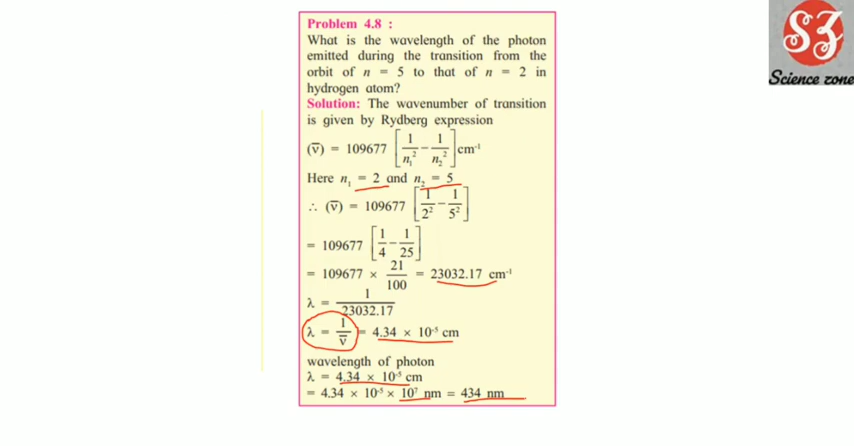 Problem 4.8 :
What is the wavelength of the photon
emitted during the transition from the
orbit of n = 5 to that of n = 2 in
hydrogen atom?
Solution: The wavenumber of transition
is given by Rydberg expression
(ν̅) = 109677 [1/n₁² − 1/n₂²] cm⁻¹
Here n₁ = 2 and n₂ = 5
∴ (ν̅) = 109677 [1/2² − 1/5²]
= 109677 [1/4 − 1/25]
= 109677 × 21/100 = 23032.17 cm⁻¹
λ = 1/23032.17
λ = 1/ν̅ = 4.34 × 10⁻⁵ cm
wavelength of photon
λ = 4.34 × 10⁻⁵ cm
= 4.34 × 10⁻⁵ × 10⁷ nm = 434 nm
SZ
Science zone